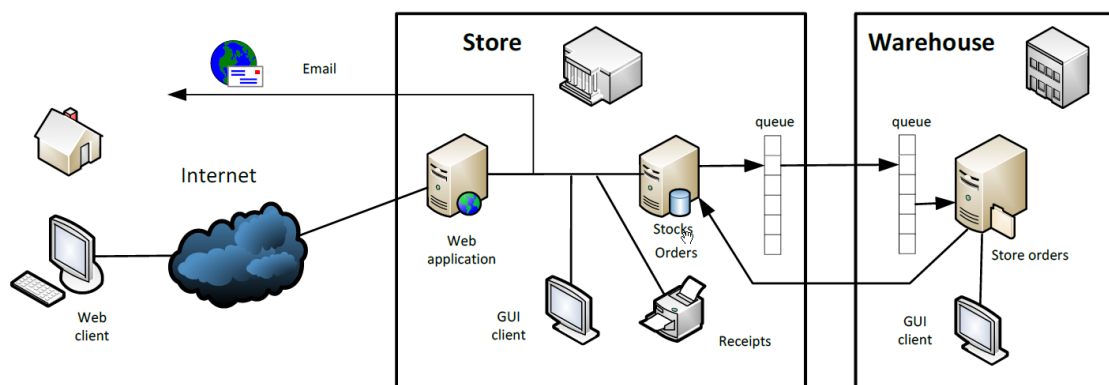 Store
Warehouse
Email
queue
queue
Internet
Web
application
Stocks
Orders
Store orders
Web
client
GUI
client
Receipts
GUI
client